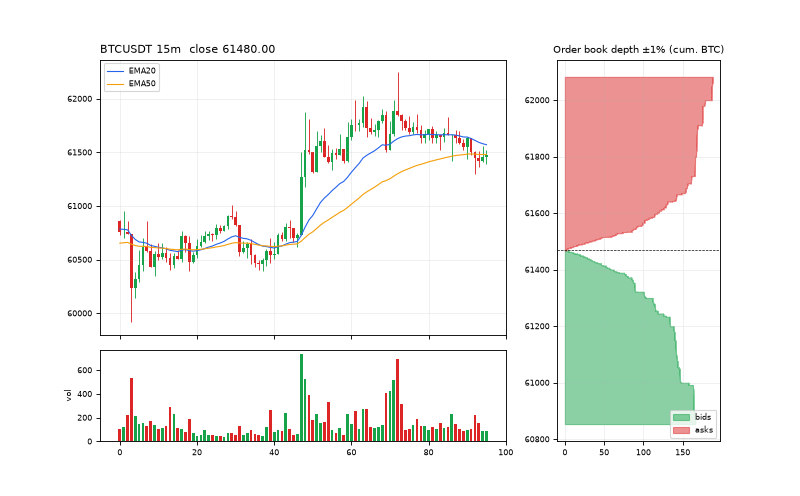 BTCUSDT 15m  close 61480.00
EMA20
EMA50
62000
61500
61000
60500
60000
vol
600
400
200
0
0 20 40 60 80 100
Order book depth ±1% (cum. BTC)
62000
61800
61600
61400
61200
61000
60800
bids
asks
0 50 100 150